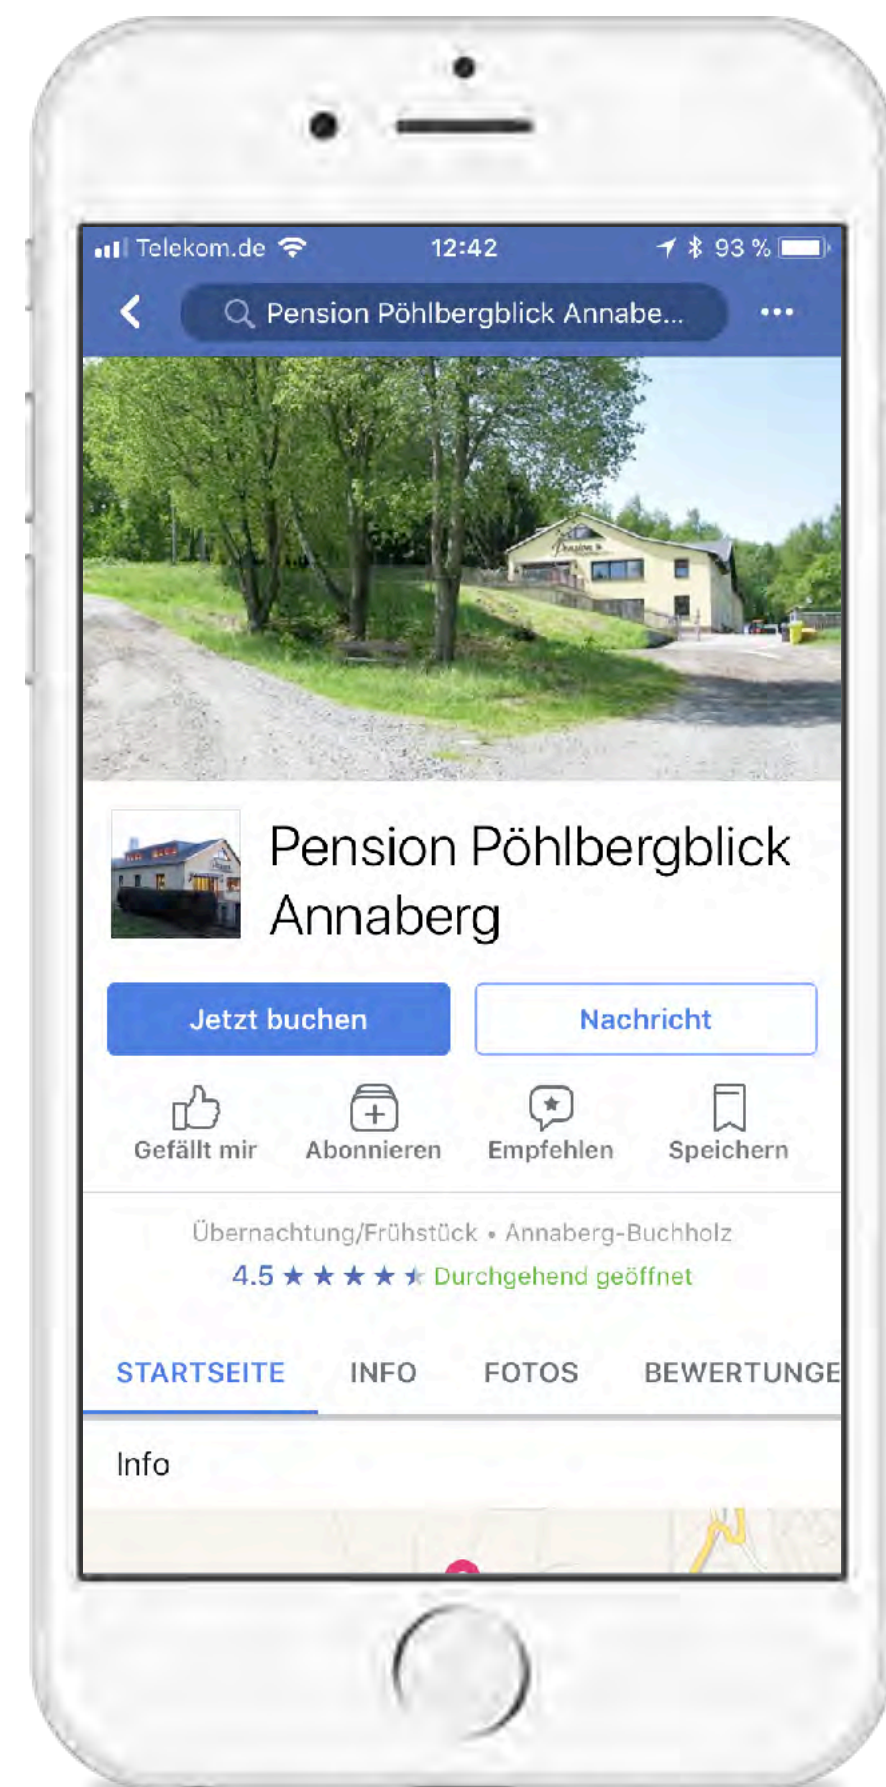 Telekom.de 12:42 93 %
Pension Pöhlbergblick Annabe...
Pension
Pension Pöhlbergblick
Annaberg
Jetzt buchen Nachricht
Gefällt mir Abonnieren Empfehlen Speichern
Übernachtung/Frühstück • Annaberg-Buchholz
4.5 ★★★★★ Durchgehend geöffnet
STARTSEITE INFO FOTOS BEWERTUNGE
Info